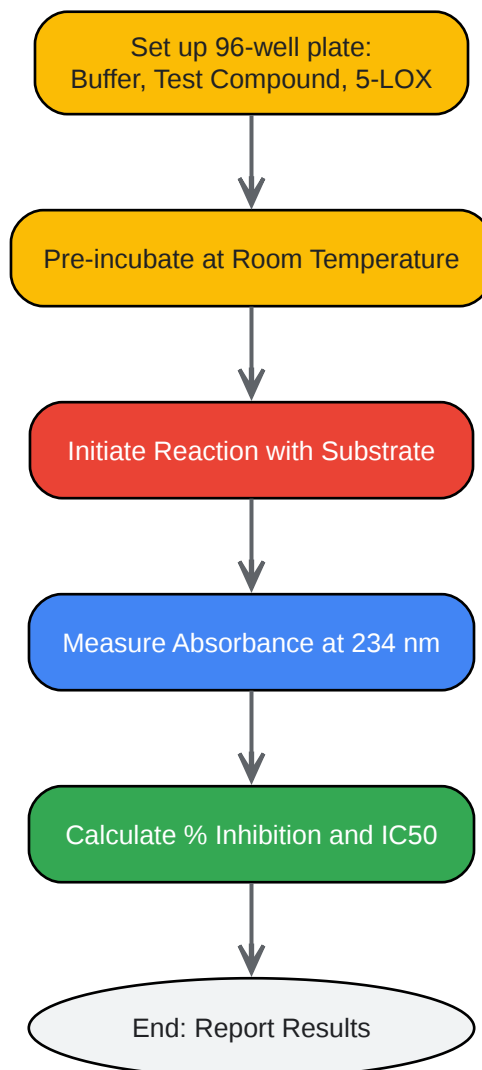 Set up 96-well plate:
Buffer, Test Compound, 5-LOX
Pre-incubate at Room Temperature
Initiate Reaction with Substrate
Measure Absorbance at 234 nm
Calculate % Inhibition and IC50
End: Report Results